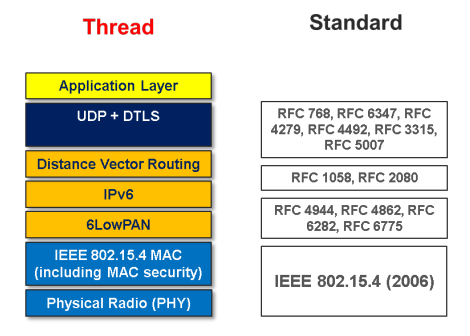 Thread
Standard
Application Layer
UDP + DTLS
RFC 768, RFC 6347, RFC
4279, RFC 4492, RFC 3315,
RFC 5007
Distance Vector Routing
RFC 1058, RFC 2080
IPv6
6LowPAN
RFC 4944, RFC 4862, RFC
6282, RFC 6775
IEEE 802.15.4 MAC
(including MAC security)
Physical Radio (PHY)
IEEE 802.15.4 (2006)